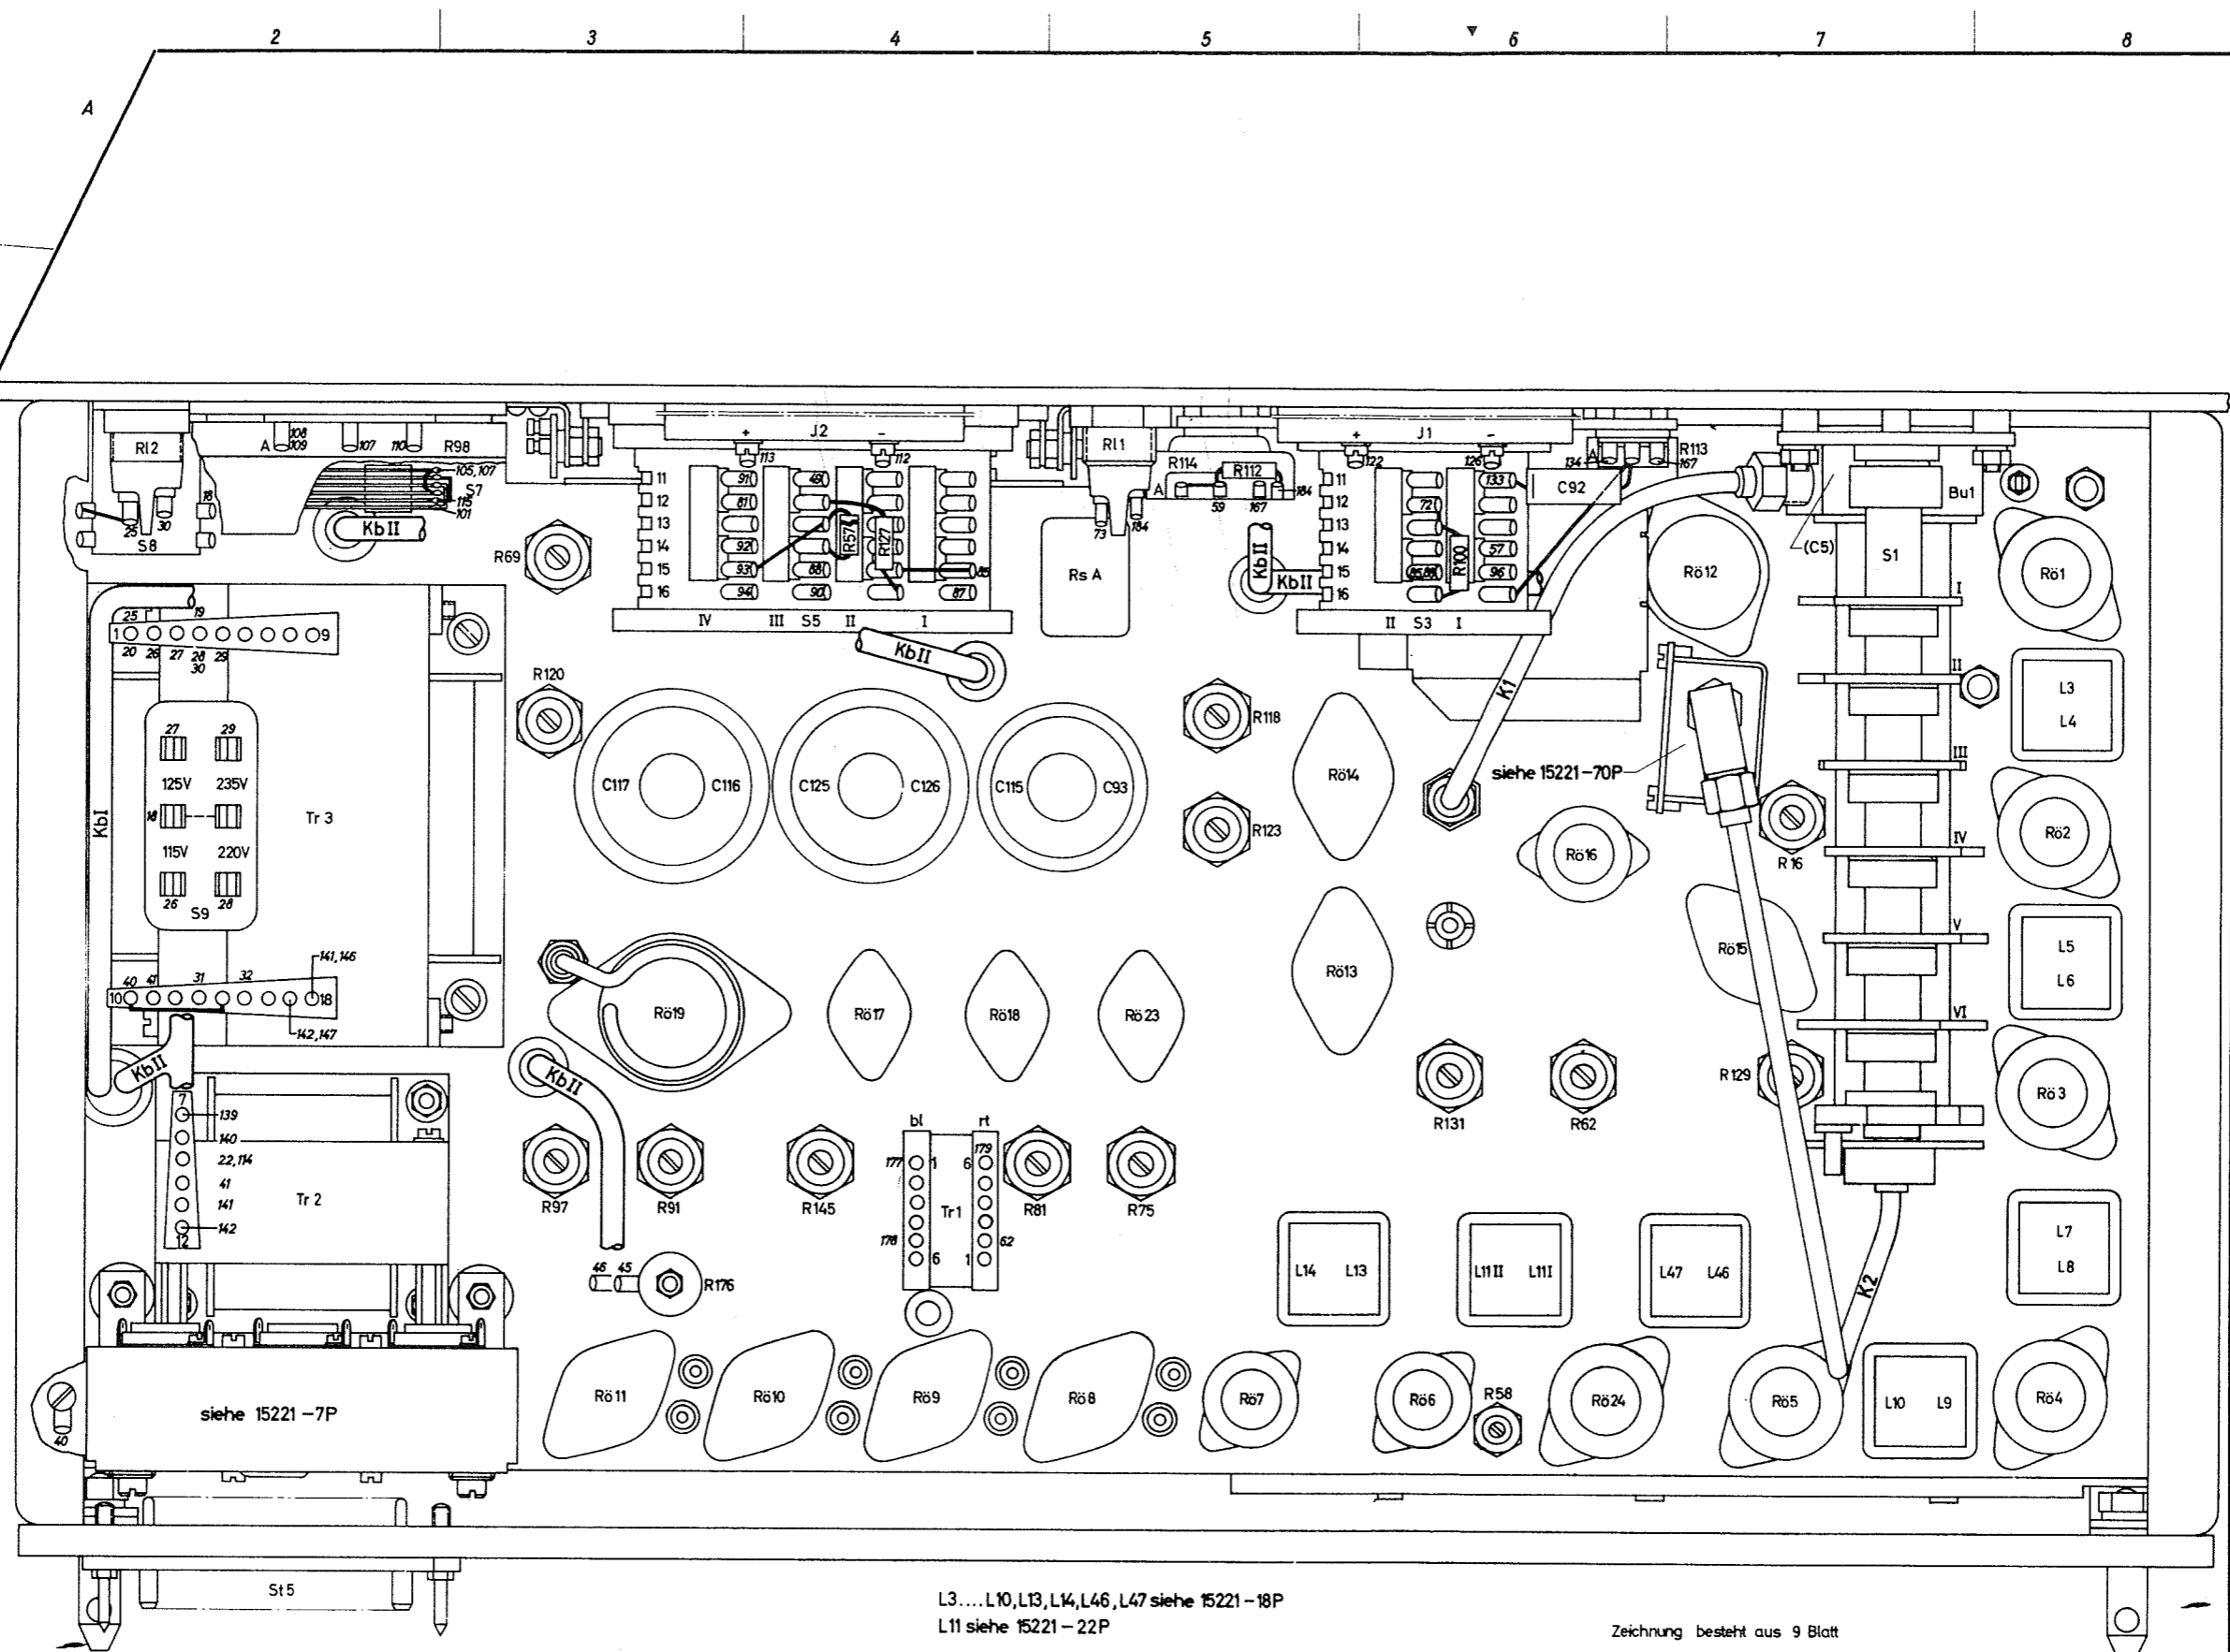 2 3 4 5 6 7 8
A
108
109 107 110 R98
A
Rl2
105,107
S7
115
101
KbII
25 30 18
S8
R69
+ J2 -
113 112
11 91 49
12 81
13
14 92
15 93 88 85
16 94 90 87
R57 R127
IV III S5 II I
KbII
Rl1
73 184
Rs A
R114 R112
A 59 167 184
KbII
KbII
+ J1 -
122 126
11 133
12 72
13
14 57
15 96
16
R100
II S3 I
C92
134 A R113
167
K1
Bu1
(C5)
S1
Rö12
Rö1
I
II
III
IV
V
VI
L3
L4
25 19
1 9
20 26 27 28 29
30
27 29
125V 235V
18
115V 220V
26 28
S9
Tr 3
KbI
R120
C117 C116
C125 C126
C115 C93
R118
R123
Rö14
siehe 15221-70P
Rö16
R16
Rö2
L5
L6
40 41 31 32 141,146
10 18
142,147
KbII
Rö19
Rö17
Rö18
Rö23
Rö13
Rö15
KbII
R131
R62
R129
Rö3
7
139
140
22,114
41
141
142
12
Tr 2
R97
R91
R145
bl rt
177 1 6 179
Tr1
178 6 1 62
R81
R75
46 45
R176
L14 L13
L11II L11I
L47 L46
K2
L7
L8
siehe 15221-7P
40
Rö11
Rö10
Rö9
Rö8
Rö7
Rö6
R58
Rö24
Rö5
L10 L9
Rö4
St5
L3....L10,L13,L14,L46,L47 siehe 15221-18P
L11 siehe 15221-22P
Zeichnung besteht aus 9 Blatt